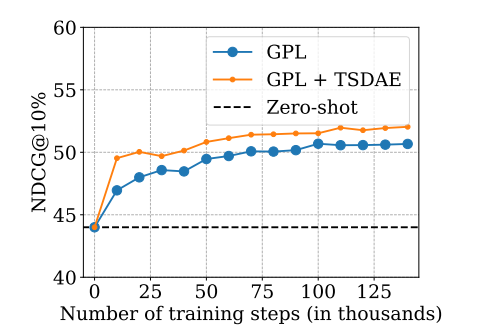 60
55
50
45
40
NDCG@10%
GPL
GPL + TSDAE
Zero-shot
0 25 50 75 100 125
Number of training steps (in thousands)